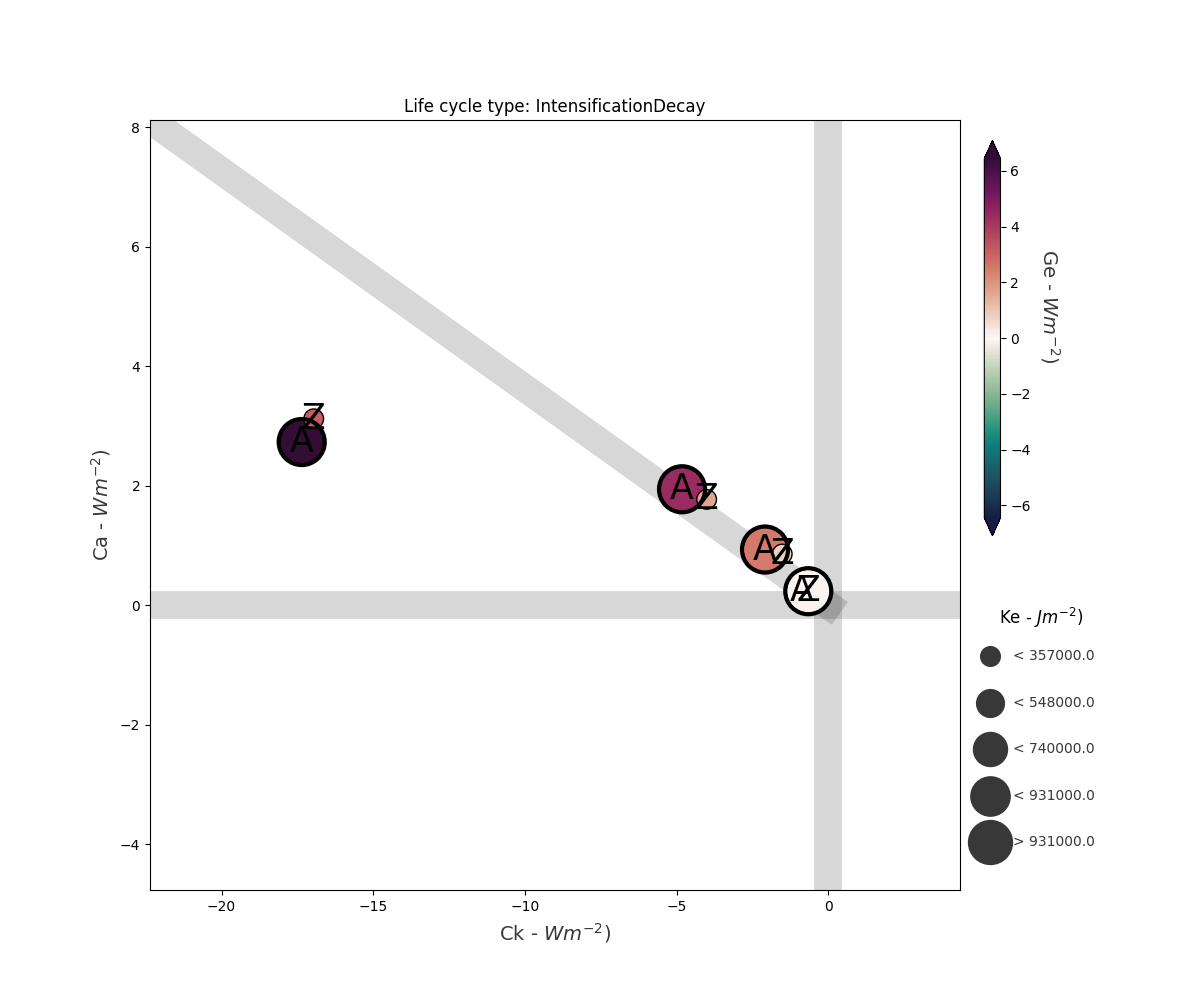 Life cycle type: IntensificationDecay
8
6
4
2
0
−2
−4
−20
−15
−10
−5
0
Ck - Wm⁻²)
Ca - Wm⁻²)
A
Z
A
Z
A
Z
A
Z
6
4
2
0
−2
−4
−6
Ge - Wm⁻²)
Ke - Jm⁻²)
< 357000.0
< 548000.0
< 740000.0
< 931000.0
> 931000.0